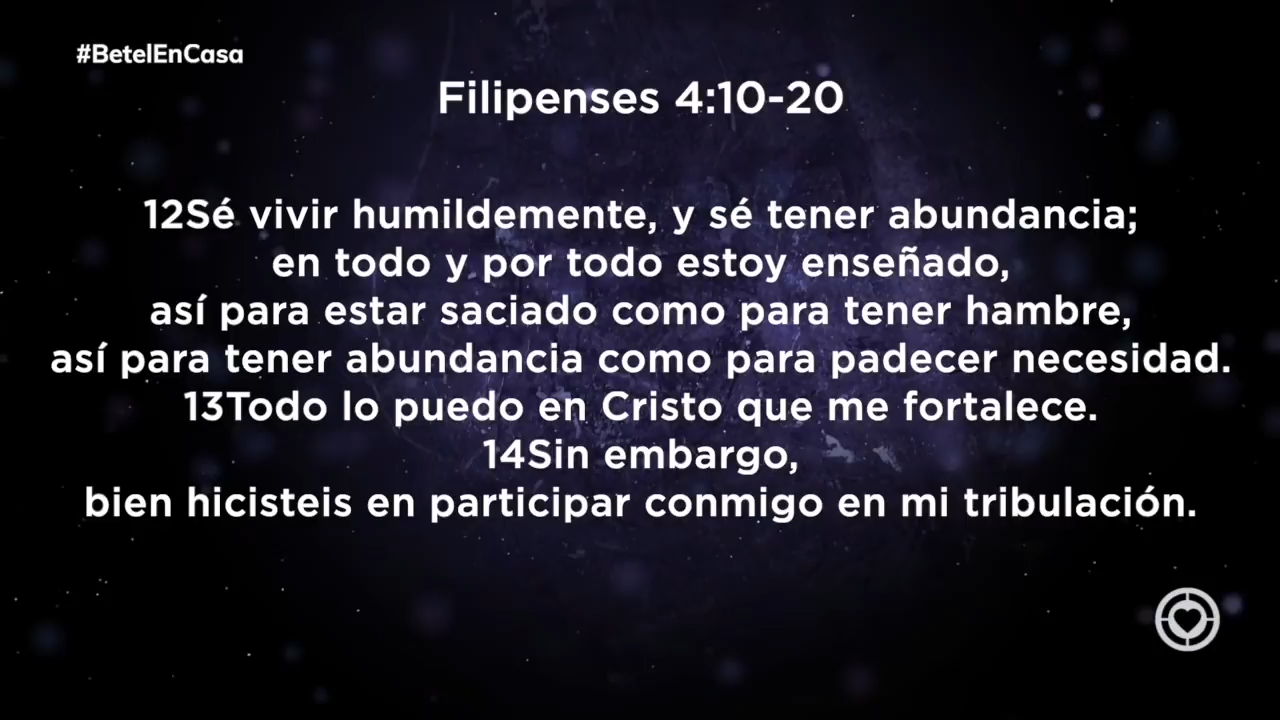 #BetelEnCasa
Filipenses 4:10-20
12Sé vivir humildemente, y sé tener abundancia;
en todo y por todo estoy enseñado,
así para estar saciado como para tener hambre,
así para tener abundancia como para padecer necesidad.
13Todo lo puedo en Cristo que me fortalece.
14Sin embargo,
bien hicisteis en participar conmigo en mi tribulación.